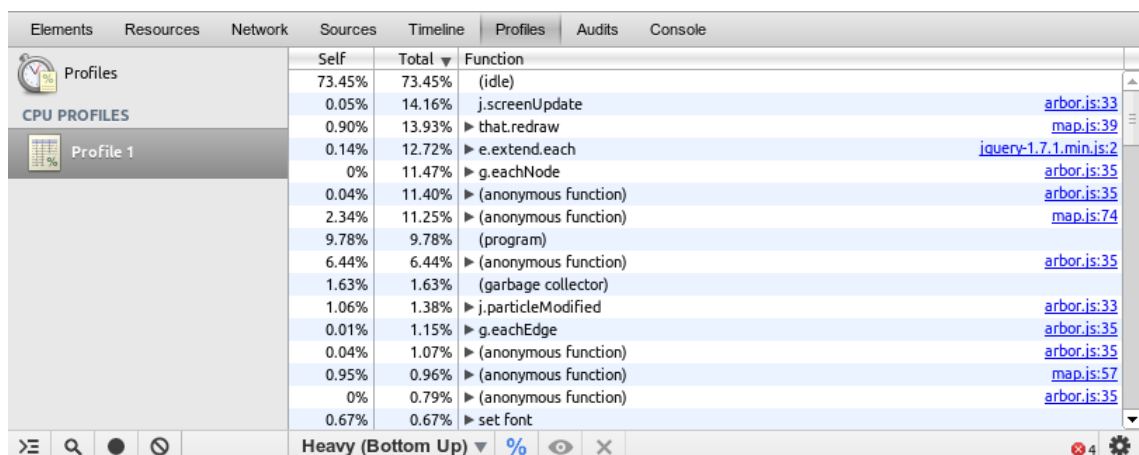 Elements Resources Network Sources Timeline Profiles Audits Console
Profiles
CPU PROFILES
Profile 1
Self Total Function
73.45% 73.45% (idle)
0.05% 14.16% j.screenUpdate arbor.js:33
0.90% 13.93% that.redraw map.js:39
0.14% 12.72% e.extend.each jquery-1.7.1.min.js:2
0% 11.47% g.eachNode arbor.js:35
0.04% 11.40% (anonymous function) arbor.js:35
2.34% 11.25% (anonymous function) map.js:74
9.78% 9.78% (program)
6.44% 6.44% (anonymous function) arbor.js:35
1.63% 1.63% (garbage collector)
1.06% 1.38% j.particleModified arbor.js:33
0.01% 1.15% g.eachEdge arbor.js:35
0.04% 1.07% (anonymous function) arbor.js:35
0.95% 0.96% (anonymous function) map.js:57
0% 0.79% (anonymous function) arbor.js:35
0.67% 0.67% set font
Heavy (Bottom Up) % 4